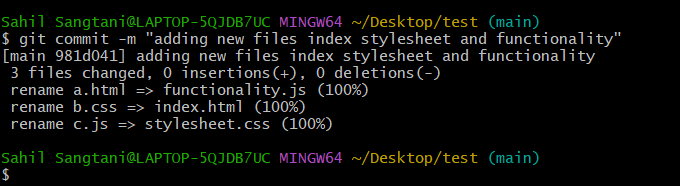 Sahil Sangtani@LAPTOP-5QJDB7UC MINGW64 ~/Desktop/test (main)
$ git commit -m "adding new files index stylesheet and functionality"
[main 981d041] adding new files index stylesheet and functionality
 3 files changed, 0 insertions(+), 0 deletions(-)
 rename a.html => functionality.js (100%)
 rename b.css => index.html (100%)
 rename c.js => stylesheet.css (100%)
Sahil Sangtani@LAPTOP-5QJDB7UC MINGW64 ~/Desktop/test (main)
$